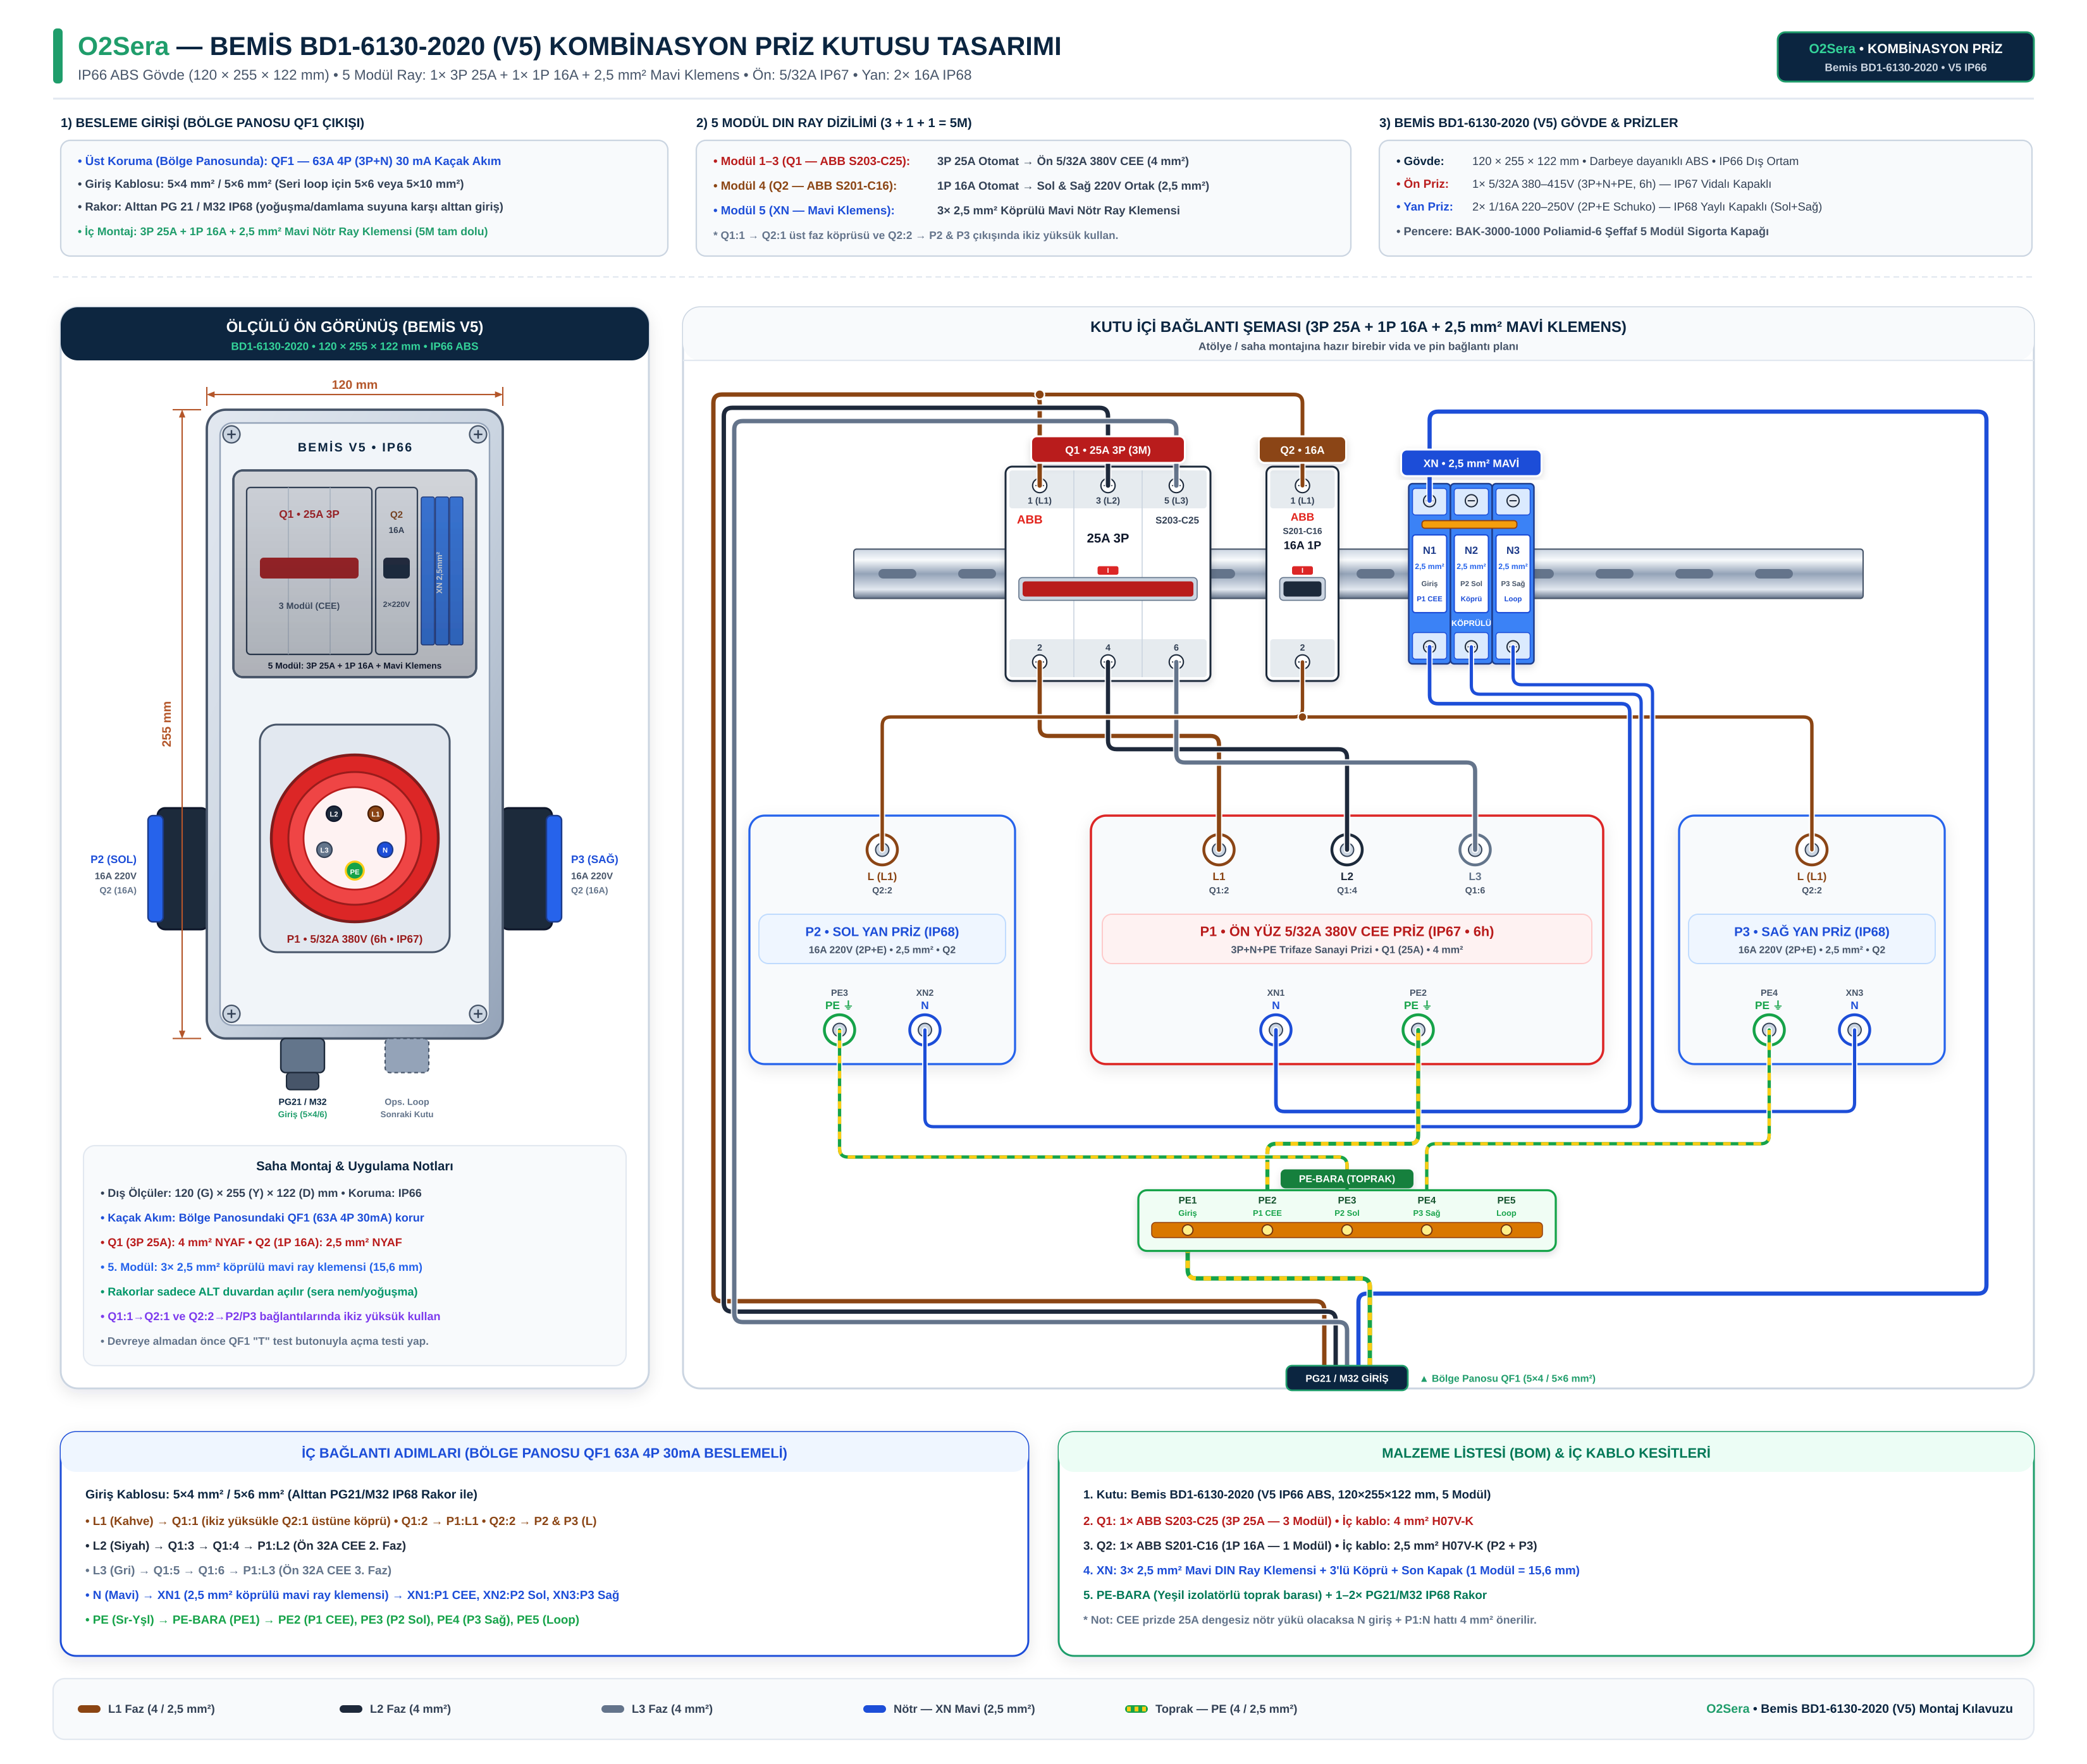 O2Sera — BEMİS BD1-6130-2020 (V5) KOMBİNASYON PRİZ KUTUSU TASARIMI
IP66 ABS Gövde (120 × 255 × 122 mm) • 5 Modül Ray: 1× 3P 25A + 1× 1P 16A + 2,5 mm² Mavi Klemens • Ön: 5/32A IP67 • Yan: 2× 16A IP68
O2Sera • KOMBİNASYON PRİZ
Bemis BD1-6130-2020 • V5 IP66
1) BESLEME GİRİŞİ (BÖLGE PANOSU QF1 ÇIKIŞI)
• Üst Koruma (Bölge Panosunda): QF1 — 63A 4P (3P+N) 30 mA Kaçak Akım
• Giriş Kablosu: 5×4 mm² / 5×6 mm² (Seri loop için 5×6 veya 5×10 mm²)
• Rakor: Alttan PG 21 / M32 IP68 (yoğuşma/damlama suyuna karşı alttan giriş)
• İç Montaj: 3P 25A + 1P 16A + 2,5 mm² Mavi Nötr Ray Klemensi (5M tam dolu)
2) 5 MODÜL DIN RAY DİZİLİMİ (3 + 1 + 1 = 5M)
• Modül 1–3 (Q1 — ABB S203-C25): 3P 25A Otomat → Ön 5/32A 380V CEE (4 mm²)
• Modül 4 (Q2 — ABB S201-C16): 1P 16A Otomat → Sol & Sağ 220V Ortak (2,5 mm²)
• Modül 5 (XN — Mavi Klemens): 3× 2,5 mm² Köprülü Mavi Nötr Ray Klemensi
* Q1:1 → Q2:1 üst faz köprüsü ve Q2:2 → P2 & P3 çıkışında ikiz yüksük kullan.
3) BEMİS BD1-6130-2020 (V5) GÖVDE & PRİZLER
• Gövde: 120 × 255 × 122 mm • Darbeye dayanıklı ABS • IP66 Dış Ortam
• Ön Priz: 1× 5/32A 380–415V (3P+N+PE, 6h) — IP67 Vidalı Kapaklı
• Yan Priz: 2× 1/16A 220–250V (2P+E Schuko) — IP68 Yaylı Kapaklı (Sol+Sağ)
• Pencere: BAK-3000-1000 Poliamid-6 Şeffaf 5 Modül Sigorta Kapağı
ÖLÇÜLÜ ÖN GÖRÜNÜŞ (BEMİS V5)
BD1-6130-2020 • 120 × 255 × 122 mm • IP66 ABS
120 mm
255 mm
BEMİS V5 • IP66
Q1 • 25A 3P
3 Modül (CEE)
Q2
16A
2×220V
XN 2,5mm²
5 Modül: 3P 25A + 1P 16A + Mavi Klemens
L2
L1
L3
N
PE
P1 • 5/32A 380V (6h • IP67)
P2 (SOL)
16A 220V
Q2 (16A)
P3 (SAĞ)
16A 220V
Q2 (16A)
PG21 / M32
Giriş (5×4/6)
Ops. Loop
Sonraki Kutu
Saha Montaj & Uygulama Notları
• Dış Ölçüler: 120 (G) × 255 (Y) × 122 (D) mm • Koruma: IP66
• Kaçak Akım: Bölge Panosundaki QF1 (63A 4P 30mA) korur
• Q1 (3P 25A): 4 mm² NYAF • Q2 (1P 16A): 2,5 mm² NYAF
• 5. Modül: 3× 2,5 mm² köprülü mavi ray klemensi (15,6 mm)
• Rakorlar sadece ALT duvardan açılır (sera nem/yoğuşma)
• Q1:1→Q2:1 ve Q2:2→P2/P3 bağlantılarında ikiz yüksük kullan
• Devreye almadan önce QF1 "T" test butonuyla açma testi yap.
KUTU İÇİ BAĞLANTI ŞEMASI (3P 25A + 1P 16A + 2,5 mm² MAVİ KLEMENS)
Atölye / saha montajına hazır birebir vida ve pin bağlantı planı
Q1 • 25A 3P (3M)
1 (L1)
3 (L2)
5 (L3)
ABB
S203-C25
25A 3P
I
2
4
6
Q2 • 16A
1 (L1)
ABB
S201-C16
16A 1P
I
2
XN • 2,5 mm² MAVİ
N1
N2
N3
2,5 mm²
2,5 mm²
2,5 mm²
Giriş
P2 Sol
P3 Sağ
P1 CEE
Köprü
Loop
KÖPRÜLÜ
L (L1)
Q2:2
P2 • SOL YAN PRİZ (IP68)
16A 220V (2P+E) • 2,5 mm² • Q2
PE3
PE ⏚
XN2
N
L1
Q1:2
L2
Q1:4
L3
Q1:6
P1 • ÖN YÜZ 5/32A 380V CEE PRİZ (IP67 • 6h)
3P+N+PE Trifaze Sanayi Prizi • Q1 (25A) • 4 mm²
XN1
N
PE2
PE ⏚
L (L1)
Q2:2
P3 • SAĞ YAN PRİZ (IP68)
16A 220V (2P+E) • 2,5 mm² • Q2
PE4
PE ⏚
XN3
N
PE-BARA (TOPRAK)
PE1
PE2
PE3
PE4
PE5
Giriş
P1 CEE
P2 Sol
P3 Sağ
Loop
PG21 / M32 GİRİŞ
▲ Bölge Panosu QF1 (5×4 / 5×6 mm²)
İÇ BAĞLANTI ADIMLARI (BÖLGE PANOSU QF1 63A 4P 30mA BESLEMELİ)
Giriş Kablosu: 5×4 mm² / 5×6 mm² (Alttan PG21/M32 IP68 Rakor ile)
• L1 (Kahve) → Q1:1 (ikiz yüksükle Q2:1 üstüne köprü) • Q1:2 → P1:L1 • Q2:2 → P2 & P3 (L)
• L2 (Siyah) → Q1:3 → Q1:4 → P1:L2 (Ön 32A CEE 2. Faz)
• L3 (Gri) → Q1:5 → Q1:6 → P1:L3 (Ön 32A CEE 3. Faz)
• N (Mavi) → XN1 (2,5 mm² köprülü mavi ray klemensi) → XN1:P1 CEE, XN2:P2 Sol, XN3:P3 Sağ
• PE (Sr-Yşl) → PE-BARA (PE1) → PE2 (P1 CEE), PE3 (P2 Sol), PE4 (P3 Sağ), PE5 (Loop)
MALZEME LİSTESİ (BOM) & İÇ KABLO KESİTLERİ
1. Kutu: Bemis BD1-6130-2020 (V5 IP66 ABS, 120×255×122 mm, 5 Modül)
2. Q1: 1× ABB S203-C25 (3P 25A — 3 Modül) • İç kablo: 4 mm² H07V-K
3. Q2: 1× ABB S201-C16 (1P 16A — 1 Modül) • İç kablo: 2,5 mm² H07V-K (P2 + P3)
4. XN: 3× 2,5 mm² Mavi DIN Ray Klemensi + 3'lü Köprü + Son Kapak (1 Modül = 15,6 mm)
5. PE-BARA (Yeşil izolatörlü toprak barası) + 1–2× PG21/M32 IP68 Rakor
* Not: CEE prizde 25A dengesiz nötr yükü olacaksa N giriş + P1:N hattı 4 mm² önerilir.
L1 Faz (4 / 2,5 mm²)
L2 Faz (4 mm²)
L3 Faz (4 mm²)
Nötr — XN Mavi (2,5 mm²)
Toprak — PE (4 / 2,5 mm²)
O2Sera • Bemis BD1-6130-2020 (V5) Montaj Kılavuzu